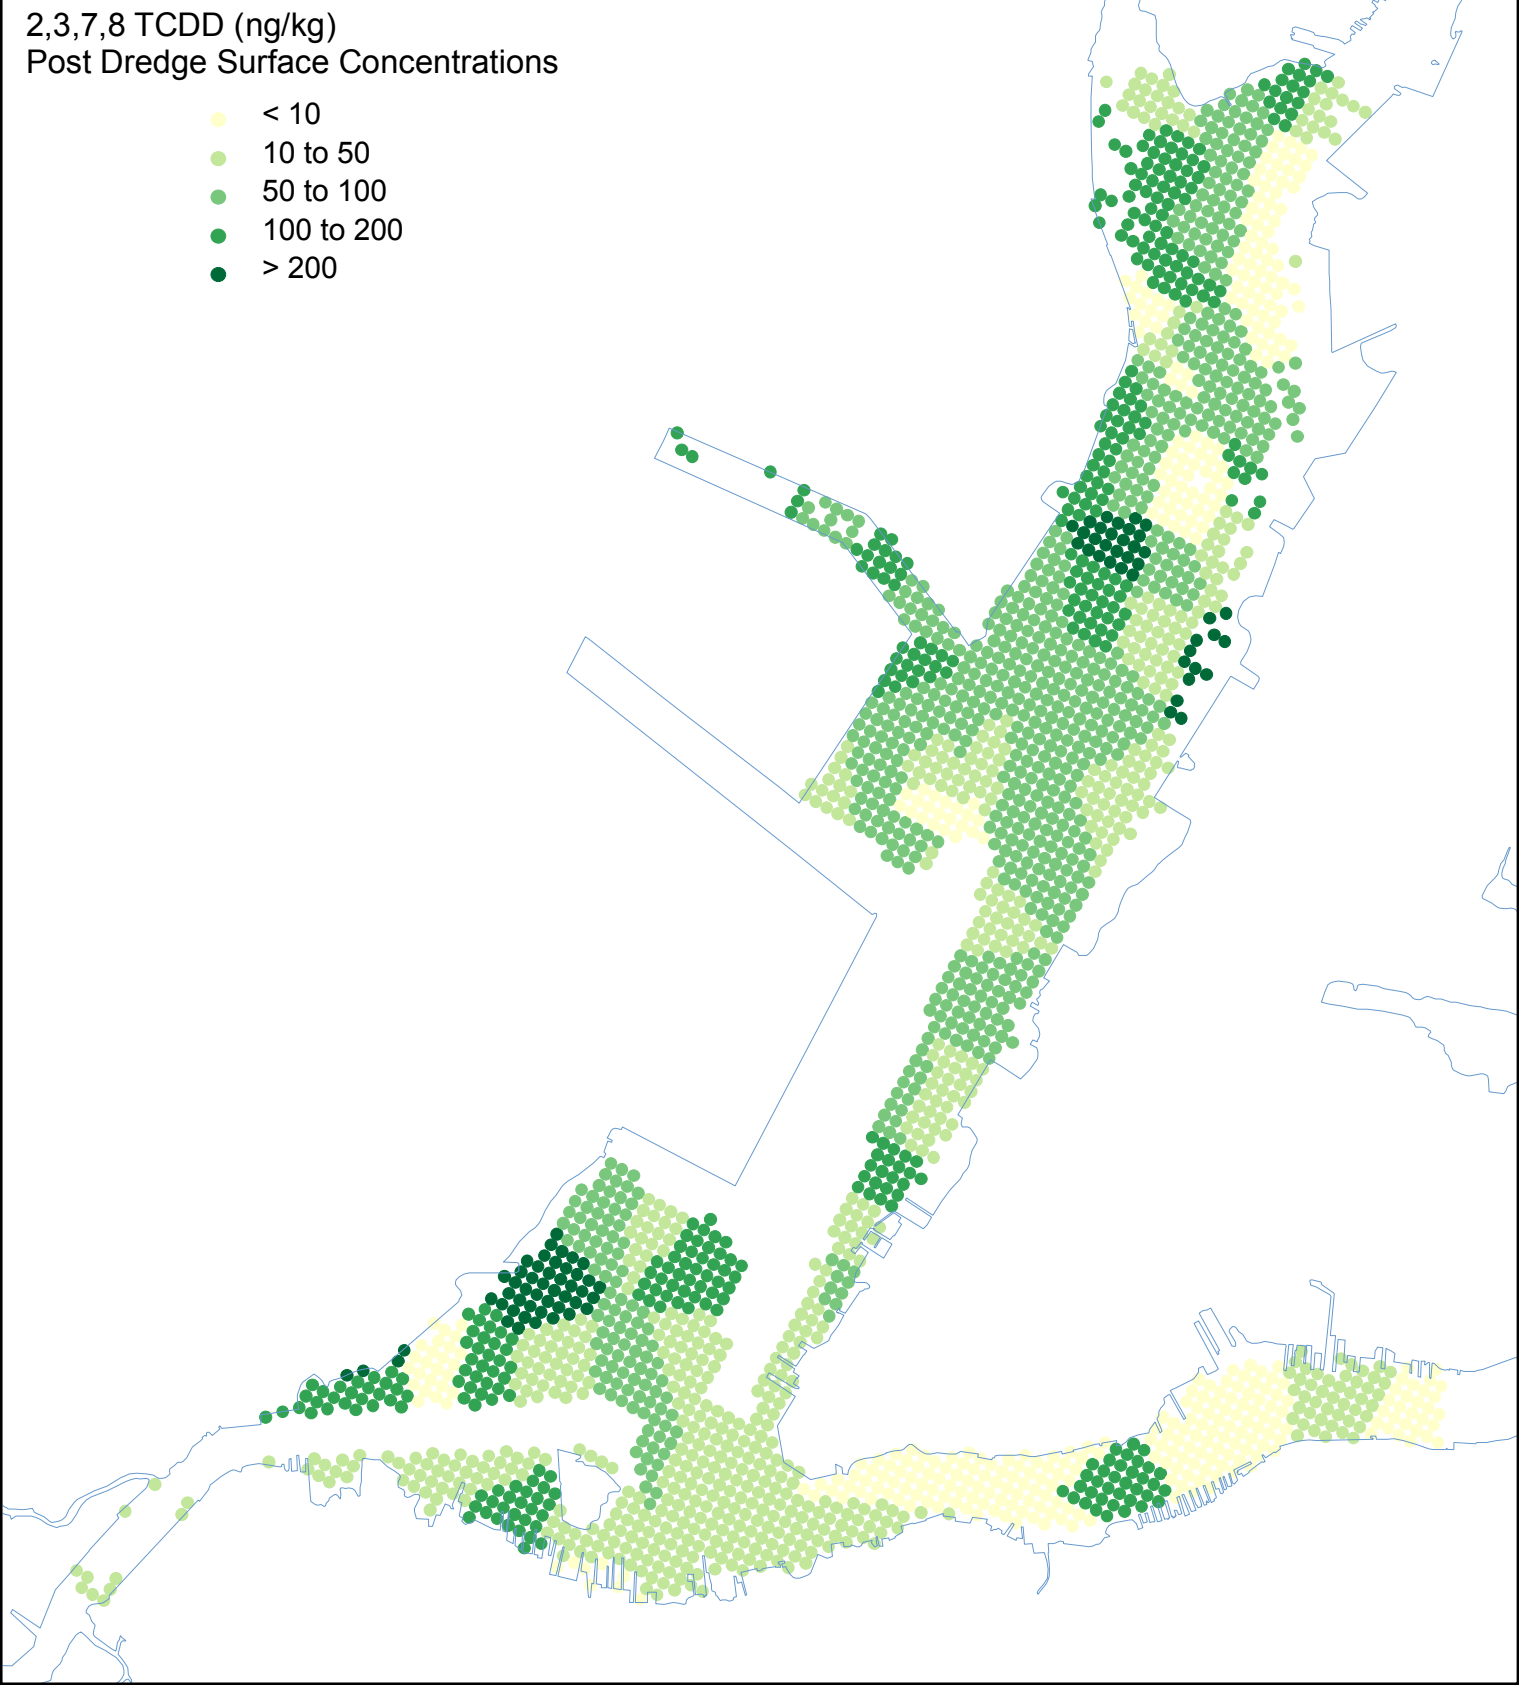 2,3,7,8 TCDD (ng/kg)
Post Dredge Surface Concentrations
< 10
10 to 50
50 to 100
100 to 200
> 200